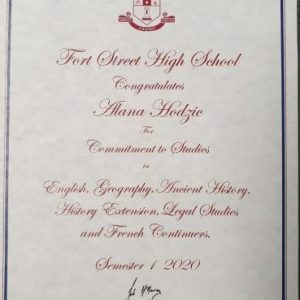 Fort Street High School
Congratulates
Alana Hodzic
For
Commitment to Studies
in
English, Geography, Ancient History,
History Extension, Legal Studies
and French Continuers.
Semester 1 2020